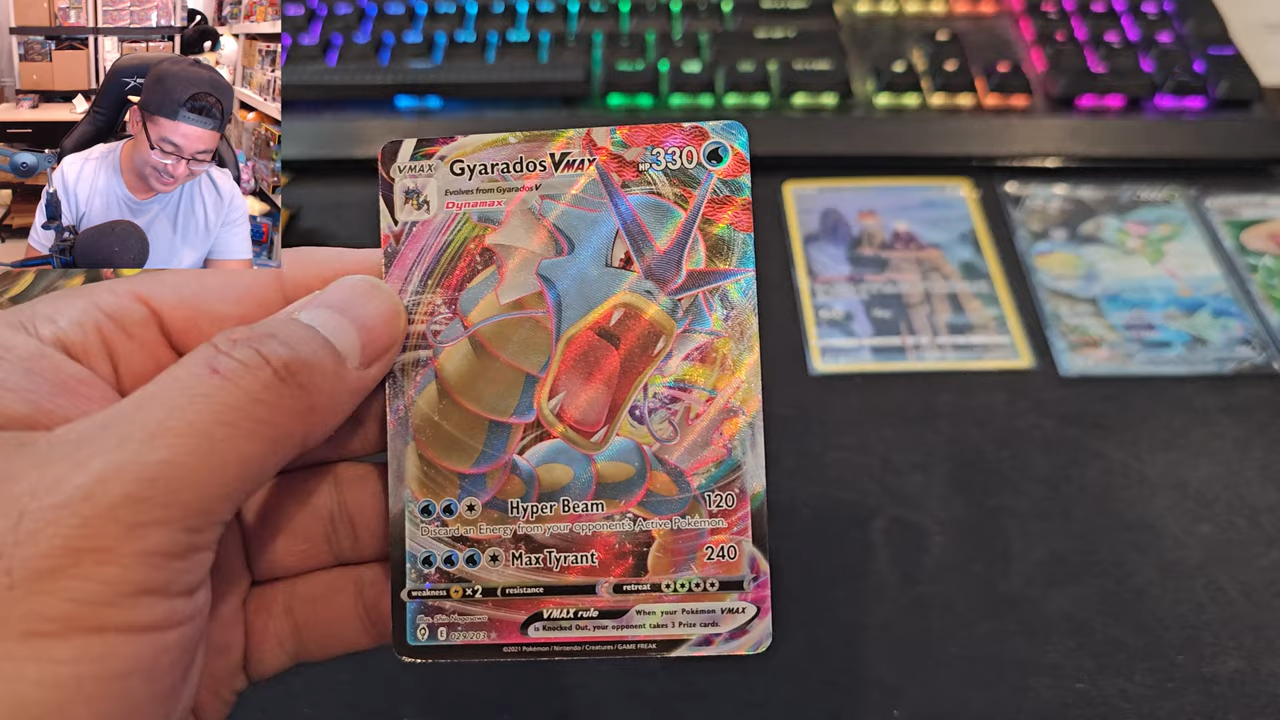 VMAX Gyarados VMAX HP 330
Evolves from Gyarados V
Dynamax
Hyper Beam 120
Discard an Energy from your opponent's Active Pokémon.
Max Tyrant 240
weakness ×2 resistance retreat
VMAX rule When your Pokémon VMAX
is Knocked Out, your opponent takes 3 Prize cards.
Illus. Shin Nagasawa
E 029/203
©2021 Pokémon / Nintendo / Creatures / GAME FREAK